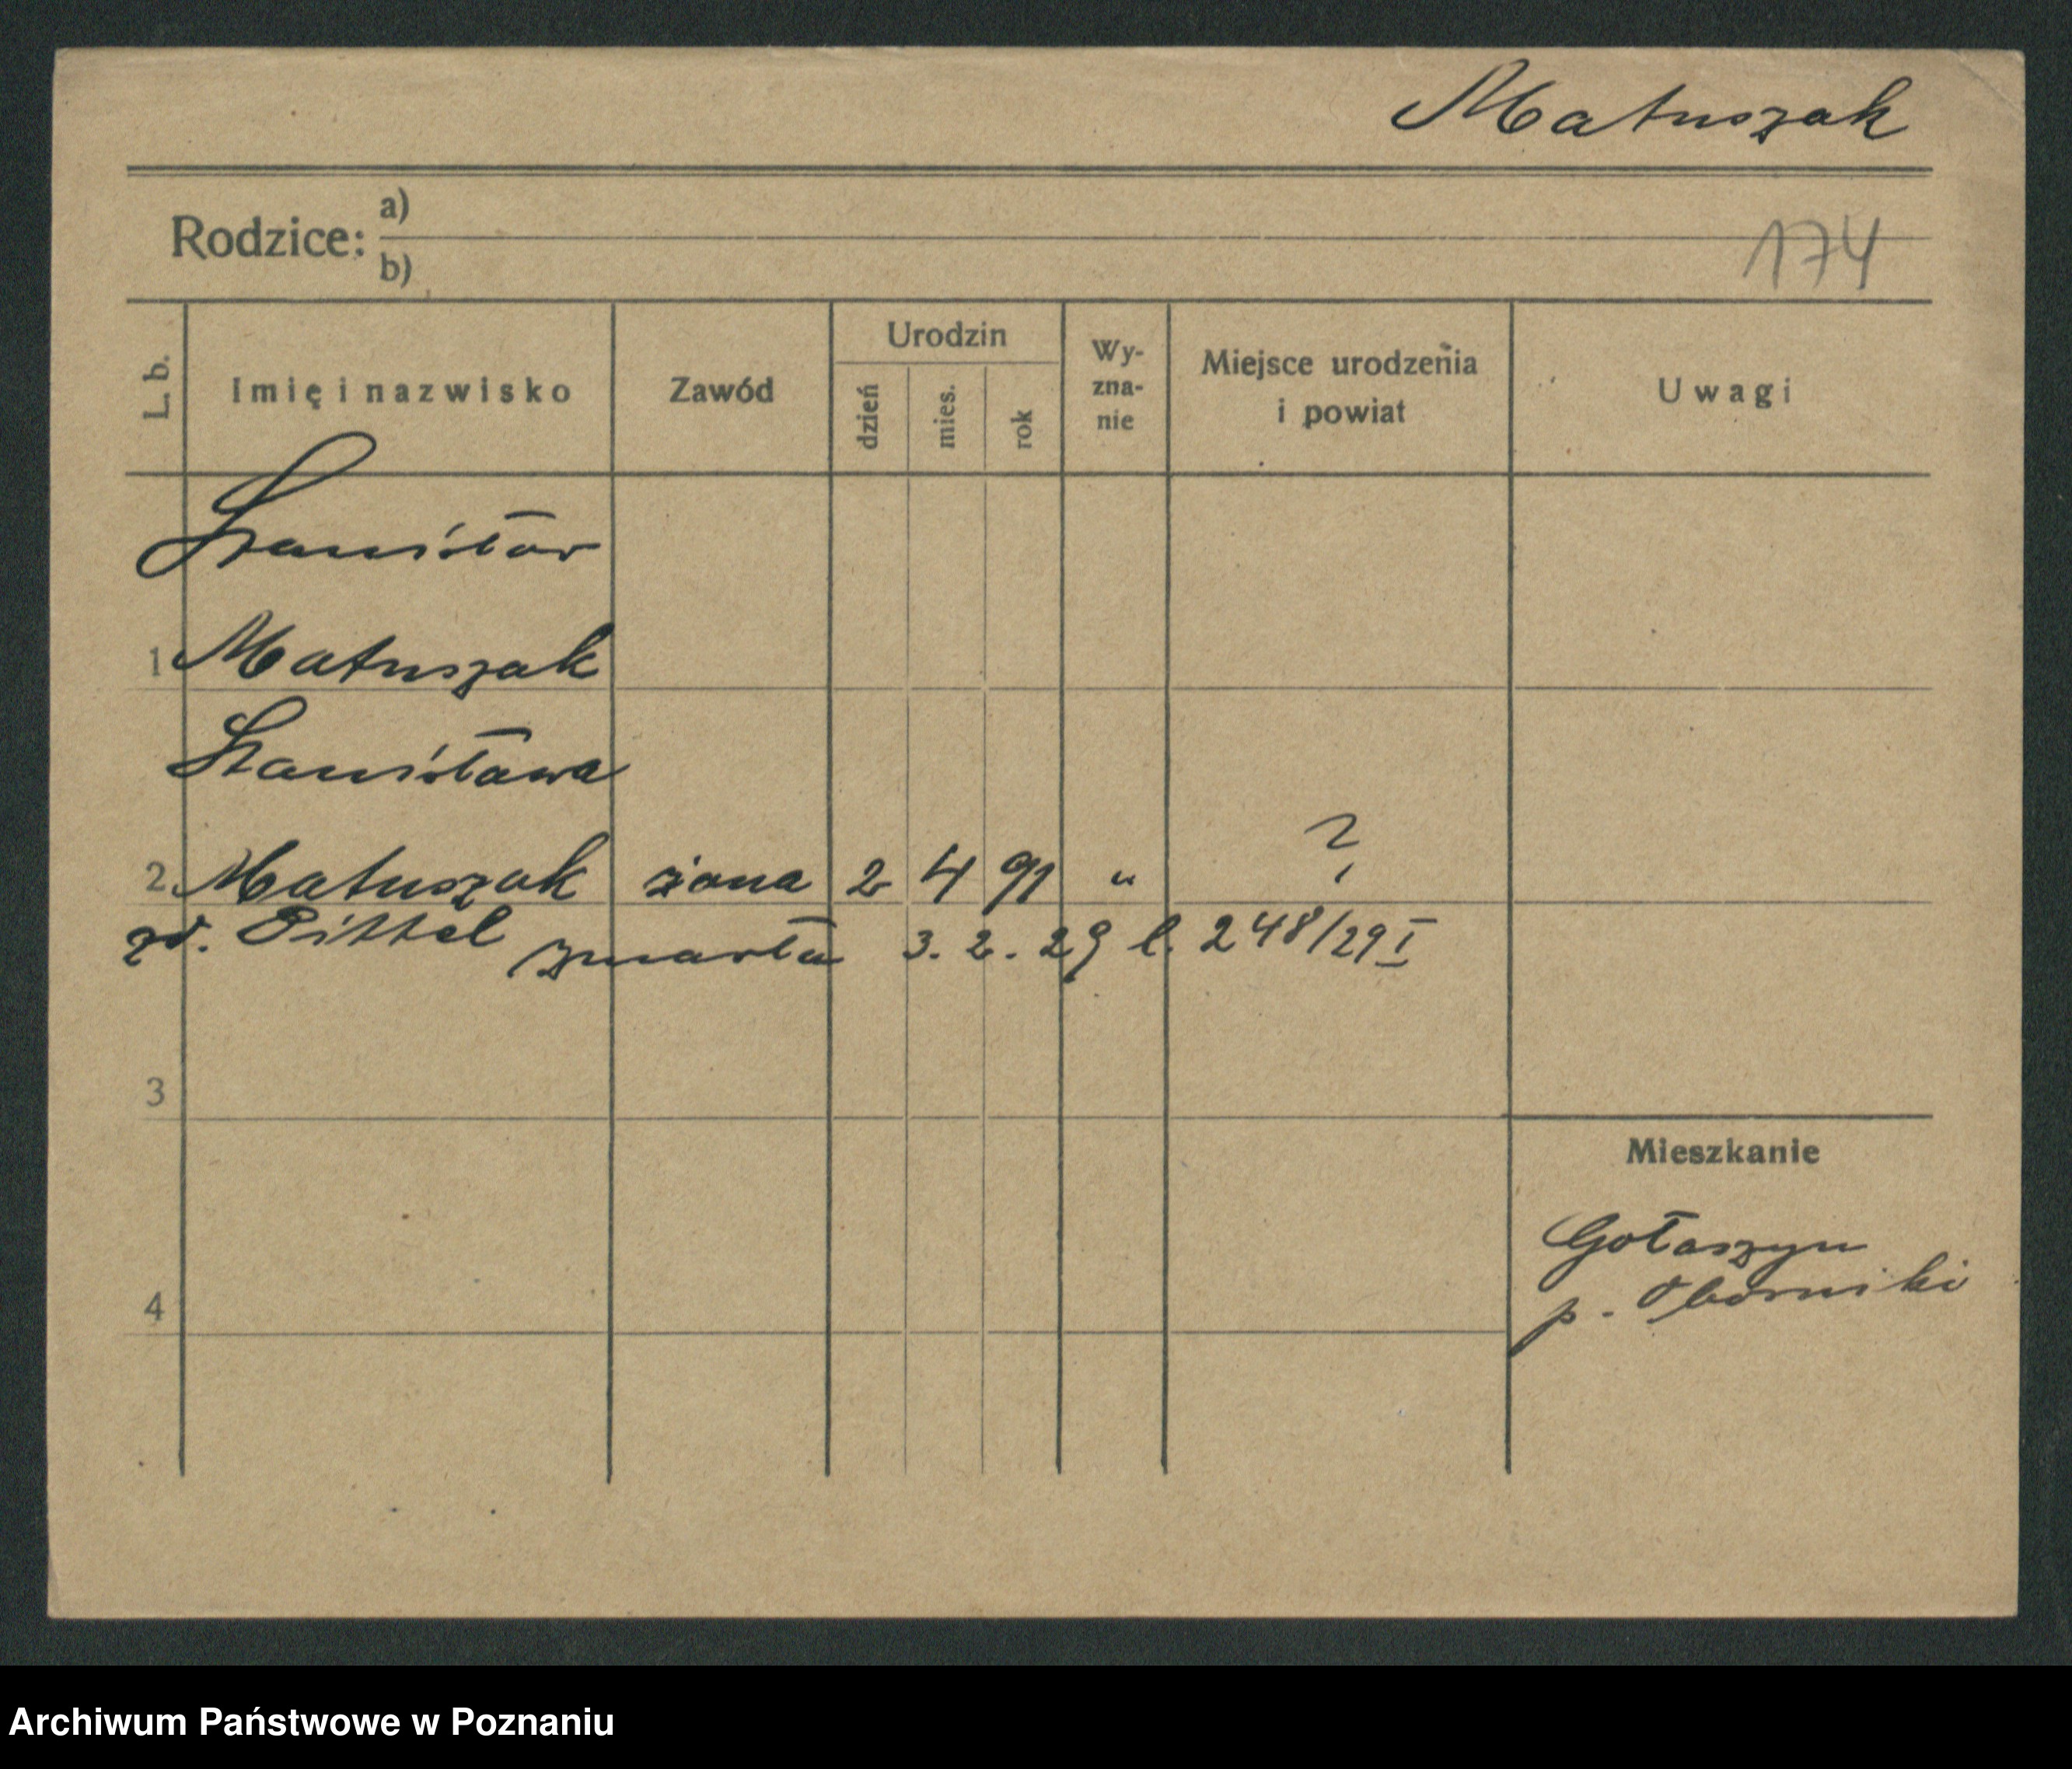 Matuszak
Rodzice: a)
b)
174
L. b. Imię i nazwisko Zawód Urodzin dzień mies. rok Wy-zna-nie Miejsce urodzenia i powiat Uwagi
Stanisław
1 Matuszak
Stanisława
?
2 Matuszak żona 2 4 91 "
zd. Pittel zmarła 3. 2. 29 l. 248/29 I
3
Mieszkanie
Gołaszyn
p. Oborniki
4
Archiwum Państwowe w Poznaniu